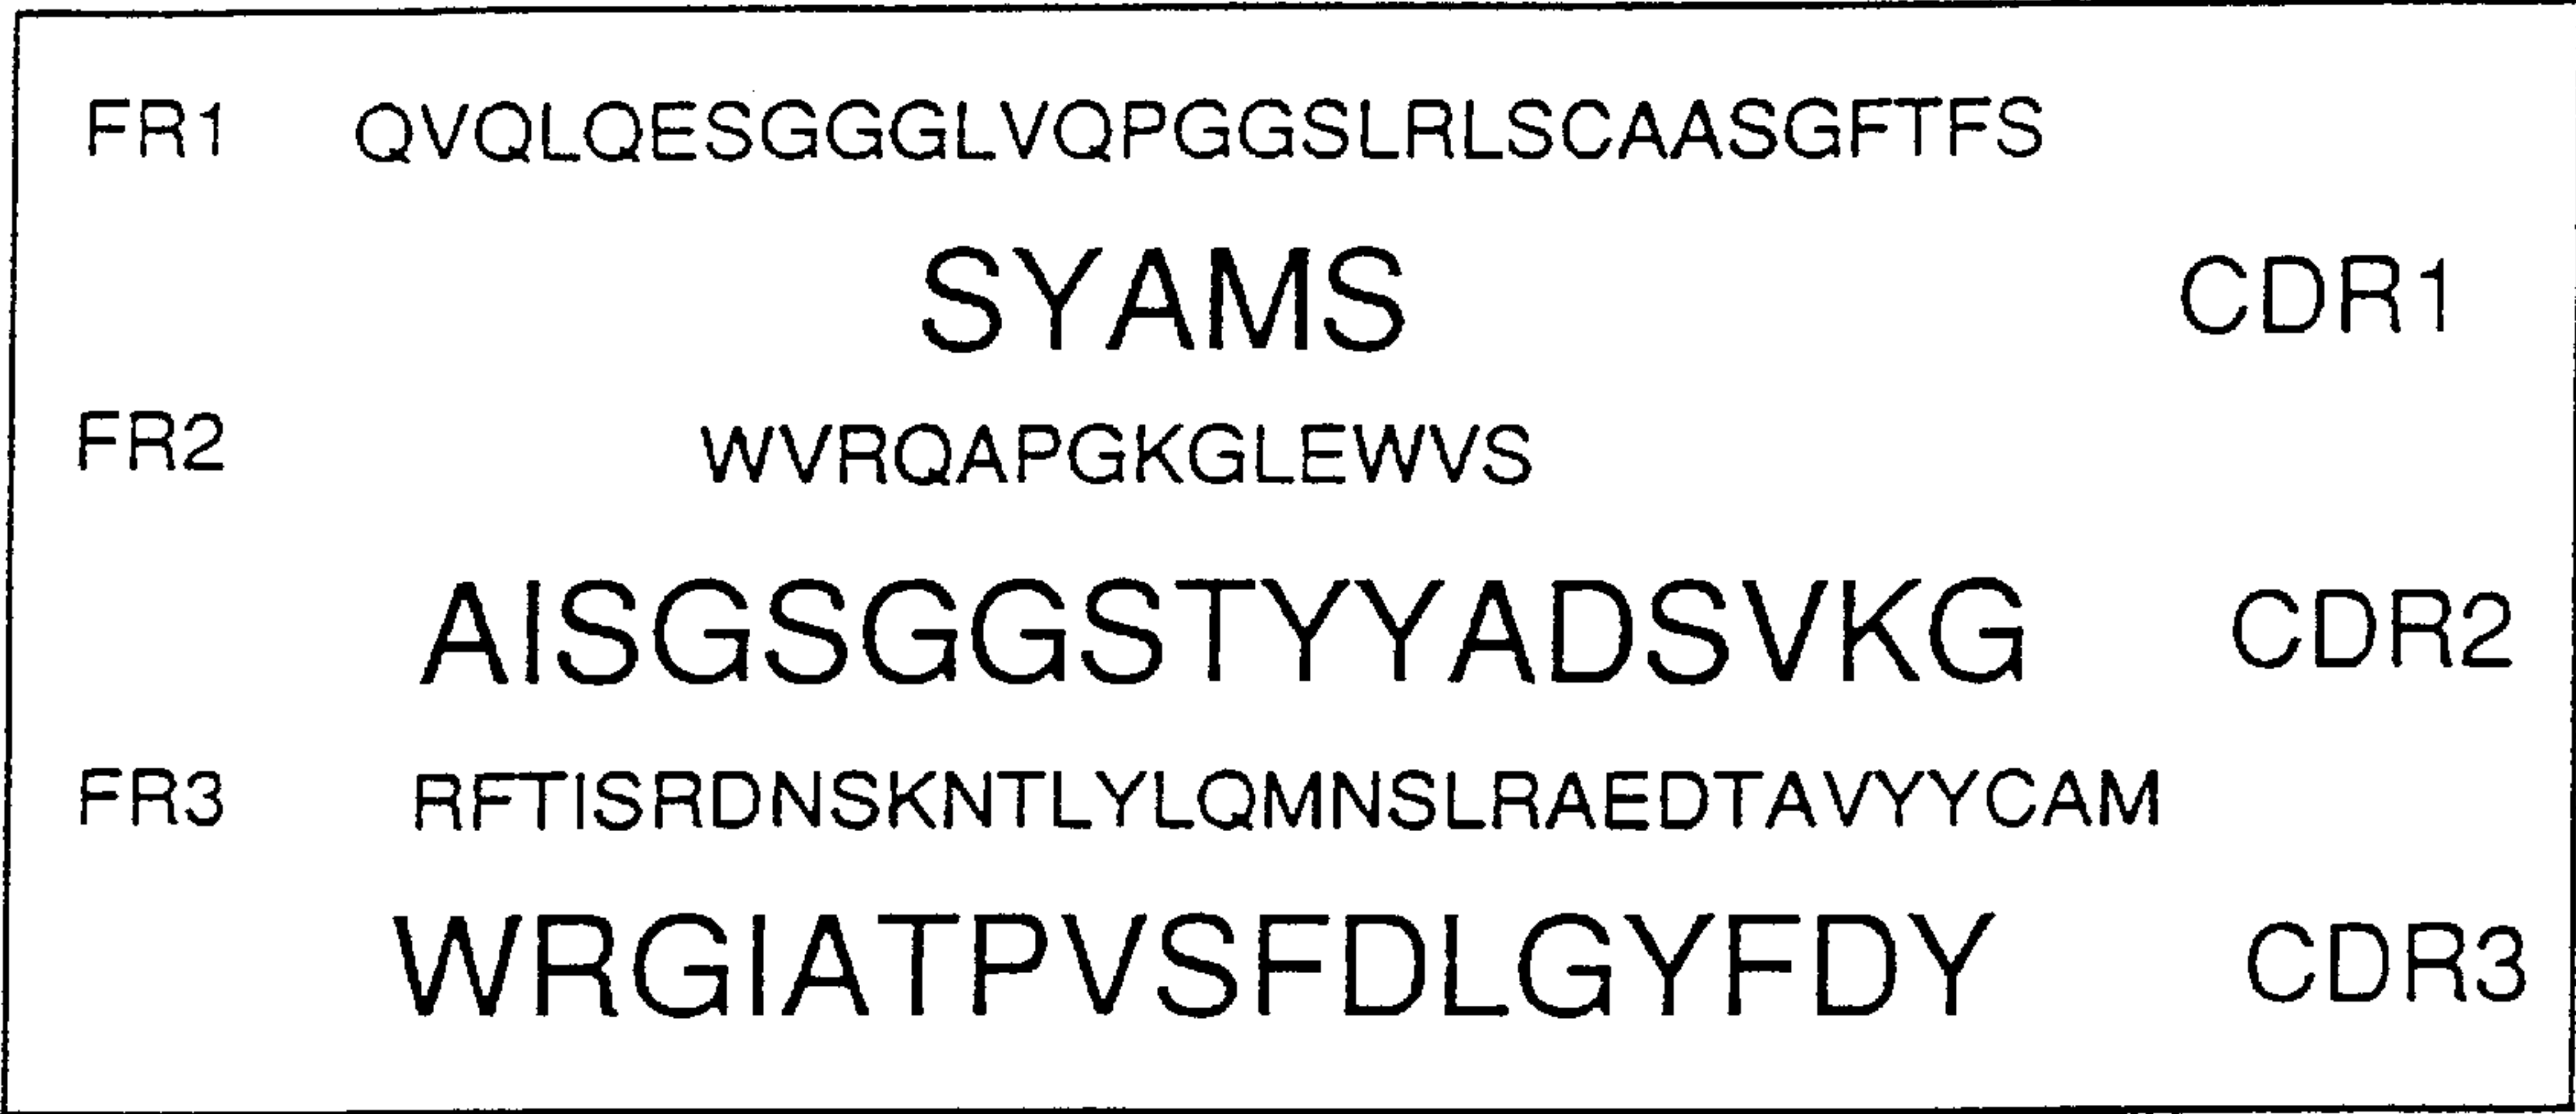 FR1 QVQLQESGGGLVQPGGSLRLSCAASGFTFS
SYAMS CDR1
FR2 WVRQAPGKGLEWVS
AISGSGGSTYYADSVKG CDR2
FR3 RFTISRDNSKNTLYLQMNSLRAEDTAVYYCAM
WRGIATPVSFDLGYFDY CDR3